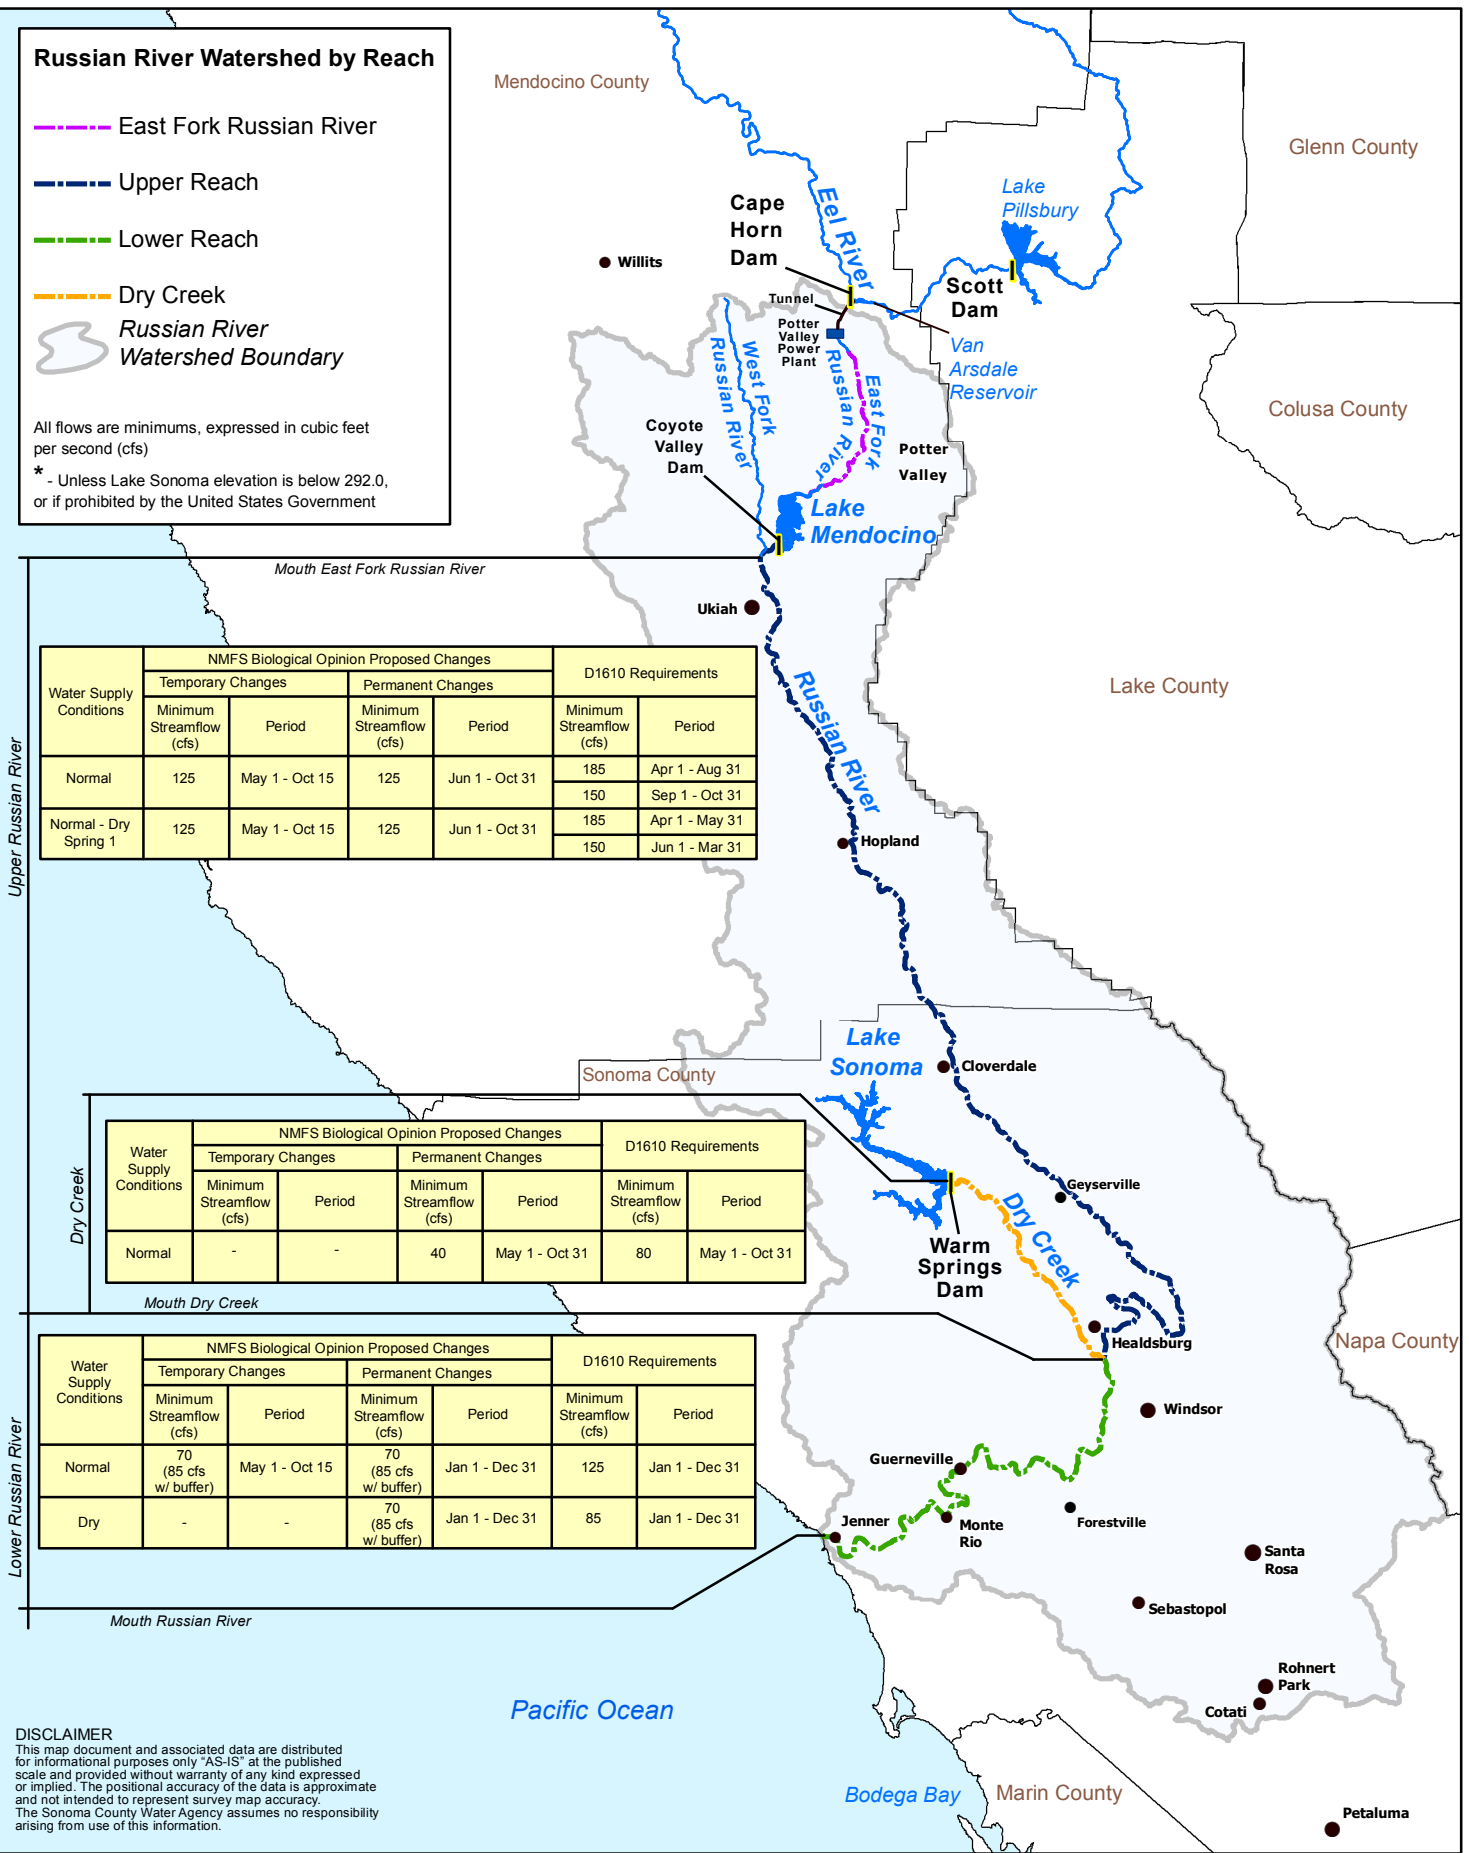 Russian River Watershed by Reach
East Fork Russian River
Upper Reach
Lower Reach
Dry Creek
Russian River
Watershed Boundary
All flows are minimums, expressed in cubic feet
per second (cfs)
* - Unless Lake Sonoma elevation is below 292.0,
or if prohibited by the United States Government
Mendocino County
Glenn County
Lake
Pillsbury
Eel River
Cape
Horn
Dam
Willits
Scott
Dam
Tunnel
Potter
Valley
Power
Plant
Van
Arsdale
Reservoir
West Fork
Russian River
East Fork
Russian River
Colusa County
Coyote
Valley
Dam
Potter
Valley
Lake
Mendocino
Mouth East Fork Russian River
Ukiah
Lake County
Russian River
Hopland
Upper Russian River
Water Supply
Conditions
NMFS Biological Opinion Proposed Changes
D1610 Requirements
Temporary Changes
Permanent Changes
Minimum
Streamflow
(cfs)
Period
Minimum
Streamflow
(cfs)
Period
Minimum
Streamflow
(cfs)
Period
Normal
125
May 1 - Oct 15
125
Jun 1 - Oct 31
185
Apr 1 - Aug 31
150
Sep 1 - Oct 31
Normal - Dry
Spring 1
125
May 1 - Oct 15
125
Jun 1 - Oct 31
185
Apr 1 - May 31
150
Jun 1 - Mar 31
Lake
Sonoma
Cloverdale
Sonoma County
Dry Creek
Water
Supply
Conditions
NMFS Biological Opinion Proposed Changes
D1610 Requirements
Temporary Changes
Permanent Changes
Minimum
Streamflow
(cfs)
Period
Minimum
Streamflow
(cfs)
Period
Minimum
Streamflow
(cfs)
Period
Normal
-
-
40
May 1 - Oct 31
80
May 1 - Oct 31
Mouth Dry Creek
Geyserville
Dry Creek
Warm
Springs
Dam
Healdsburg
Napa County
Windsor
Lower Russian River
Water
Supply
Conditions
NMFS Biological Opinion Proposed Changes
D1610 Requirements
Temporary Changes
Permanent Changes
Minimum
Streamflow
(cfs)
Period
Minimum
Streamflow
(cfs)
Period
Minimum
Streamflow
(cfs)
Period
Normal
70
(85 cfs
w/ buffer)
May 1 - Oct 15
70
(85 cfs
w/ buffer)
Jan 1 - Dec 31
125
Jan 1 - Dec 31
Dry
-
-
70
(85 cfs
w/ buffer)
Jan 1 - Dec 31
85
Jan 1 - Dec 31
Mouth Russian River
Guerneville
Jenner
Monte
Rio
Forestville
Santa
Rosa
Sebastopol
Rohnert
Park
Cotati
Pacific Ocean
Bodega Bay
Marin County
Petaluma
DISCLAIMER
This map document and associated data are distributed
for informational purposes only "AS-IS" at the published
scale and provided without warranty of any kind expressed
or implied. The positional accuracy of the data is approximate
and not intended to represent survey map accuracy.
The Sonoma County Water Agency assumes no responsibility
arising from use of this information.